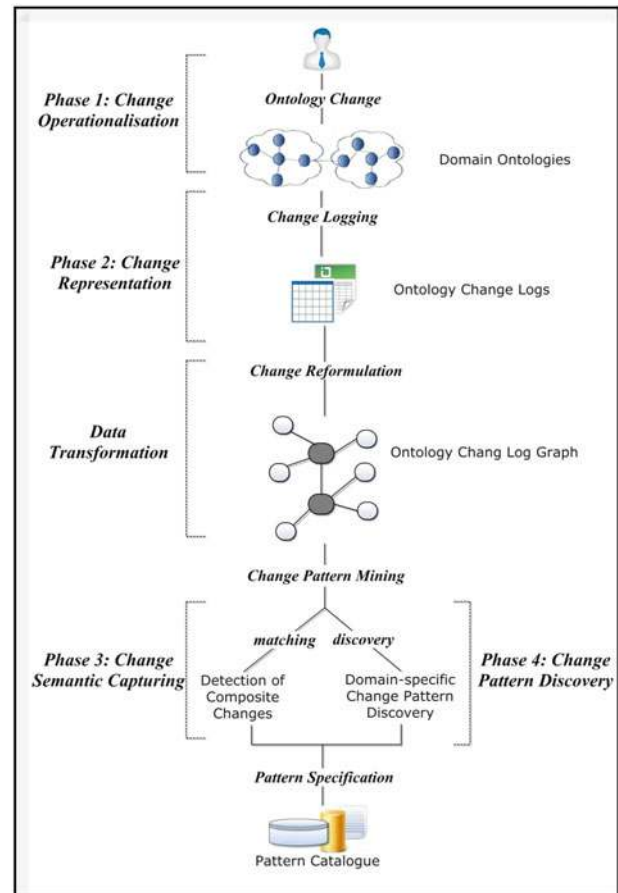 Phase 1: Change
Operationalisation
Ontology Change
Domain Ontologies
Change Logging
Phase 2: Change
Representation
Ontology Change Logs
Change Reformulation
Data
Transformation
Ontology Chang Log Graph
Change Pattern Mining
matching
discovery
Phase 3: Change
Semantic Capturing
Detection of
Composite
Changes
Domain-specific
Change Pattern
Discovery
Phase 4: Change
Pattern Discovery
Pattern Specification
Pattern Catalogue